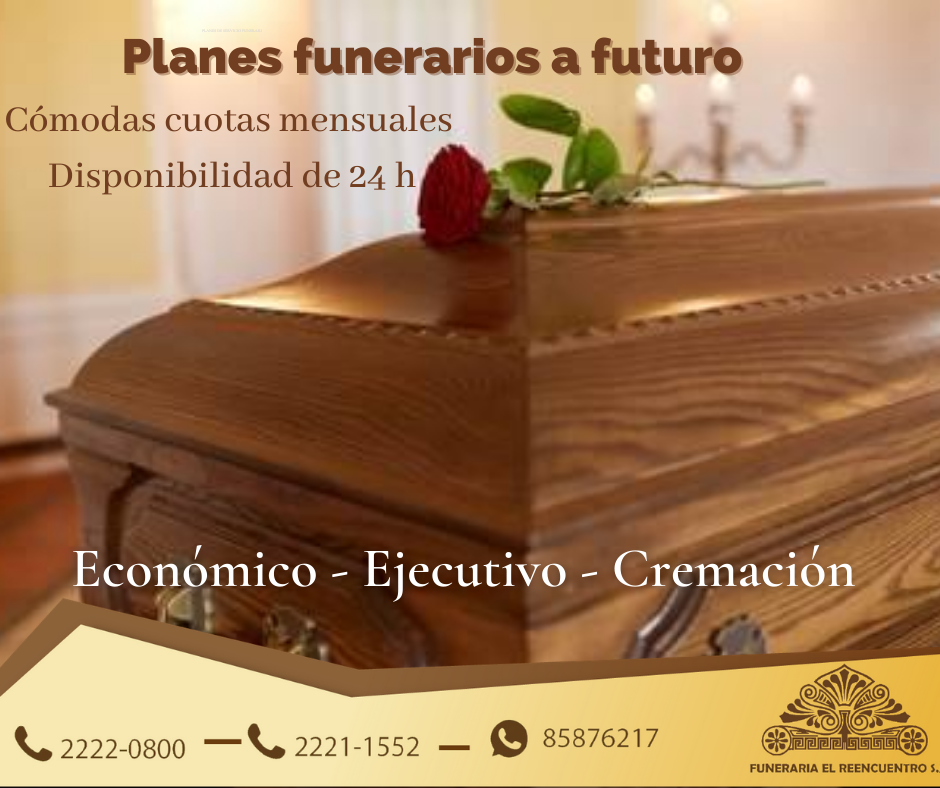 Planes funerarios a futuro
Cómodas cuotas mensuales
Disponibilidad de 24 h
Económico - Ejecutivo - Cremación
2222-0800 — 2221-1552 — 85876217
FUNERARIA EL REENCUENTRO S.